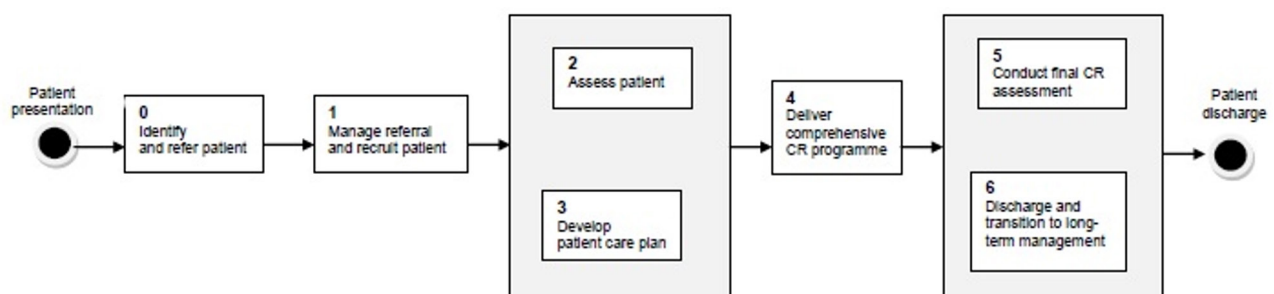 Patient
presentation
0
Identify
and refer patient
1
Manage referral
and recruit patient
2
Assess patient
3
Develop
patient care plan
4
Deliver
comprehensive
CR programme
5
Conduct final CR
assessment
6
Discharge and
transition to long-
term management
Patient
discharge